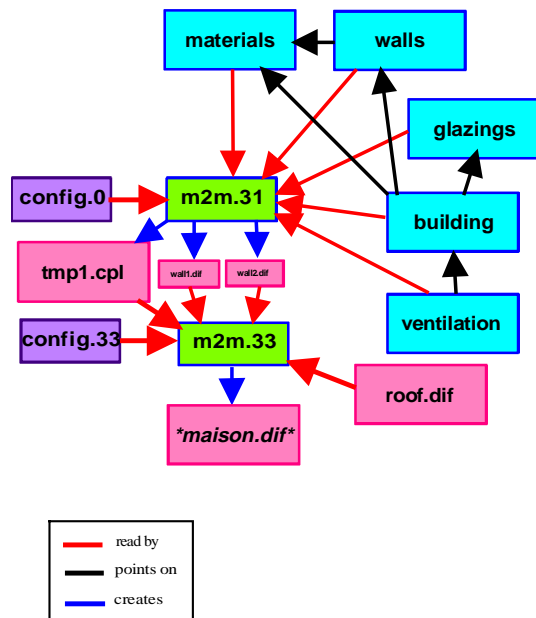 materials
walls
glazings
config.0
m2m.31
building
tmp1.cpl
wall1.dif
wall2.dif
ventilation
config.33
m2m.33
roof.dif
*maison.dif*
read by
points on
creates